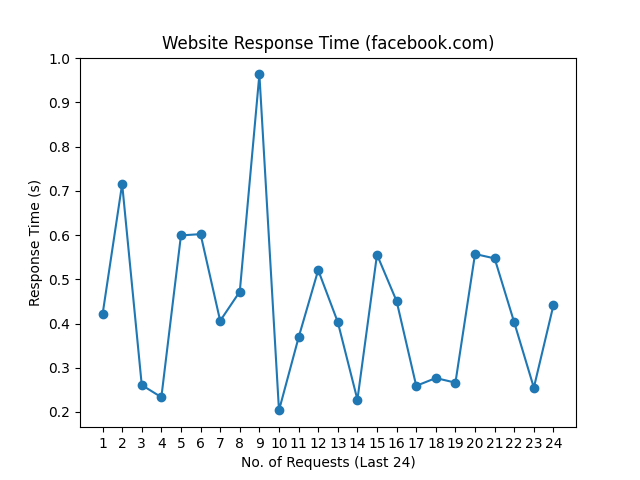 Website Response Time (facebook.com)
1.0
0.9
0.8
0.7
0.6
0.5
0.4
0.3
0.2
Response Time (s)
1 2 3 4 5 6 7 8 9 10 11 12 13 14 15 16 17 18 19 20 21 22 23 24
No. of Requests (Last 24)